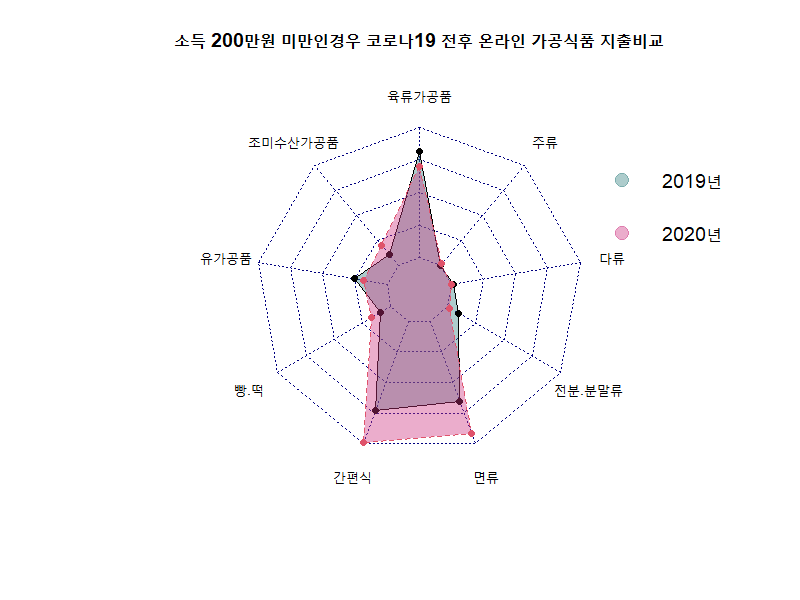 소득 200만원 미만인경우 코로나19 전후 온라인 가공식품 지출비교
육류가공품
조미수산가공품
주류
2019년
2020년
유가공품
다류
빵.떡
전분.분말류
간편식
면류